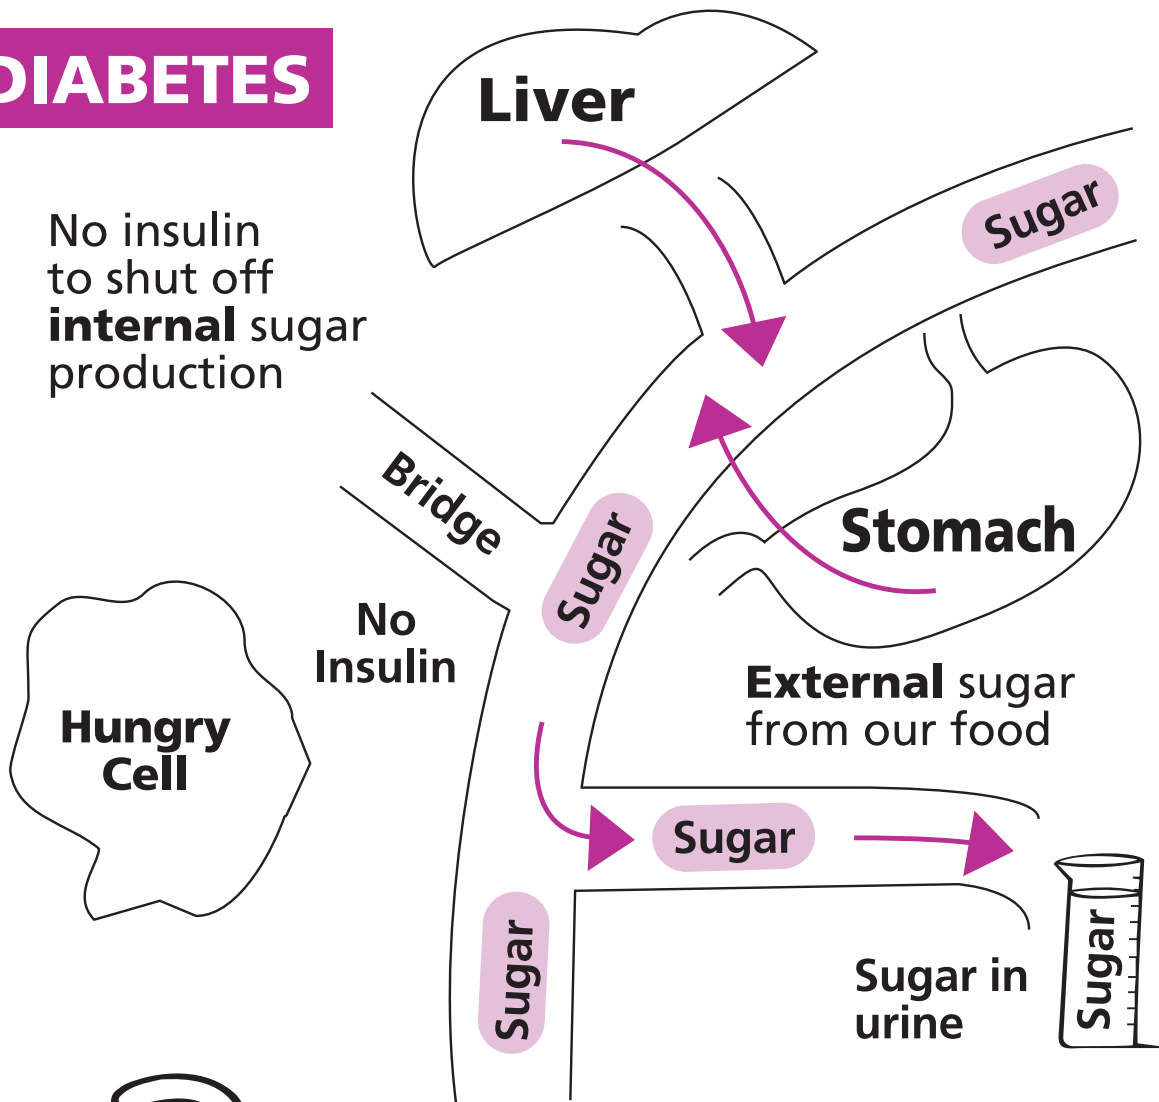 DIABETES
Liver
Sugar
No insulin
to shut off
internal sugar
production
Bridge
Sugar
Stomach
No
Insulin
External sugar
from our food
Hungry
Cell
Sugar
Sugar
Sugar in
urine
Sugar